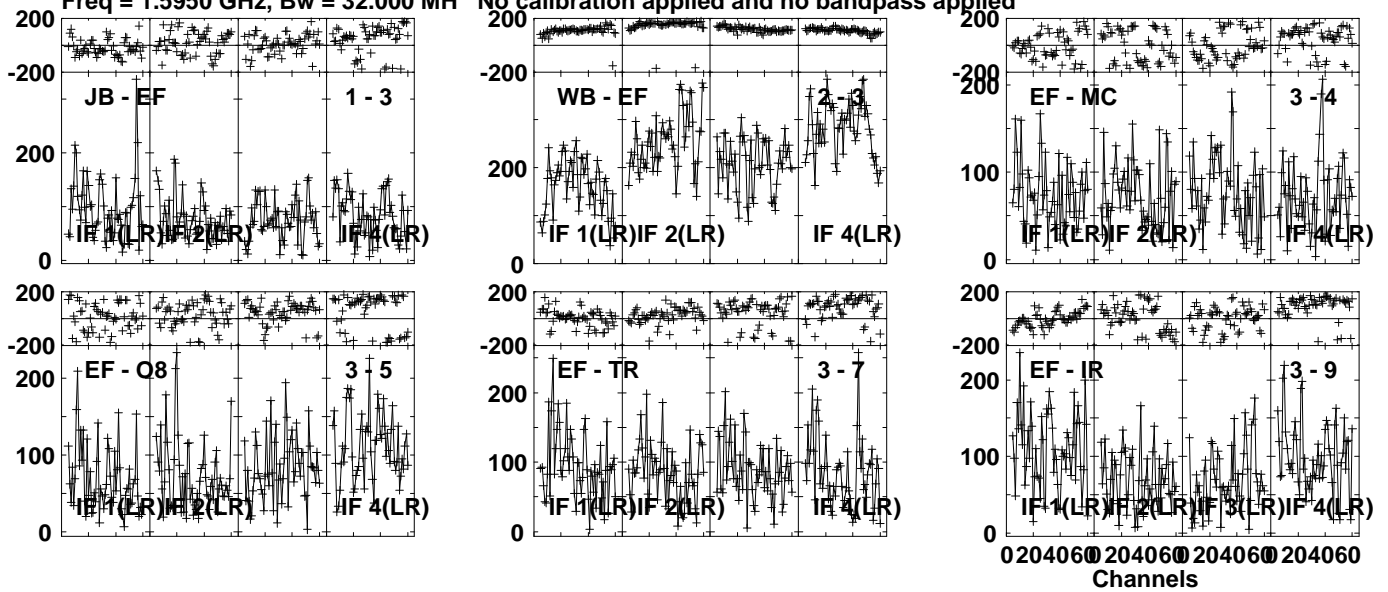 Freq = 1.5950 GHz, Bw = 32.000 MH No calibration applied and no bandpass applied
200
-200
JB - EF 1 - 3
200
0
IF 1(LR) IF 2(LR) IF 4(LR)
200
-200
WB - EF 2 - 3
200
0
IF 1(LR) IF 2(LR) IF 4(LR)
200
-200
200
EF - MC 3 - 4
100
0
IF 1(LR) IF 2(LR) IF 4(LR)
200
-200
EF - O8 3 - 5
200
100
0
IF 1(LR) IF 2(LR) IF 4(LR)
200
-200
EF - TR 3 - 7
200
100
0
IF 1(LR) IF 2(LR) IF 4(LR)
200
-200
EF - IR 3 - 9
200
100
0
IF 1(LR) IF 2(LR) IF 3(LR) IF 4(LR)
0 20 40 60 0 20 40 60 0 20 40 60 0 20 40 60
Channels